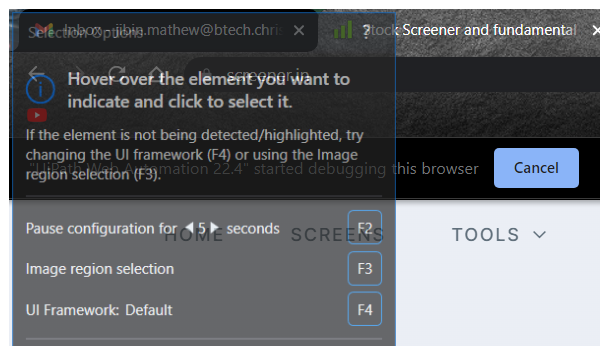 Selection Options
?
Inbox - jibin.mathew@btech.chris
Stock Screener and fundamental
Hover over the element you want to
indicate and click to select it.
screener.in
If the element is not being detected/highlighted, try
changing the UI framework (F4) or using the Image
region selection (F3).
"UiPath Web Automation 22.4" started debugging this browser
Cancel
Pause configuration for 5 seconds
F2
HOME
SCREENS
TOOLS
Image region selection
F3
UI Framework: Default
F4